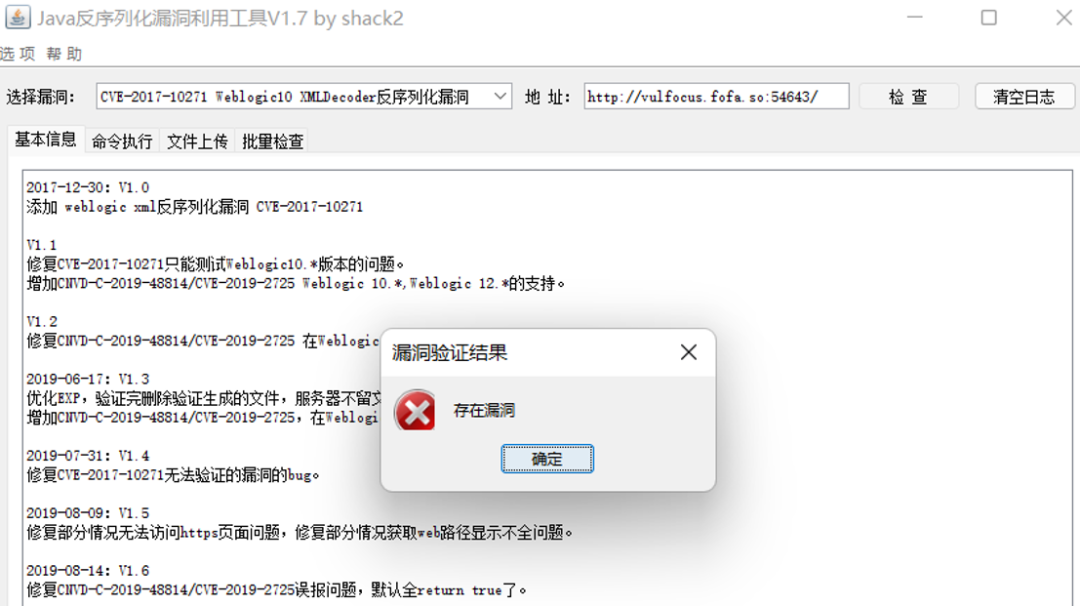 Java反序列化漏洞利用工具V1.7 by shack2
选项 帮助
选择漏洞: CVE-2017-10271 Weblogic10 XMLDecoder反序列化漏洞 地 址: http://vulfocus.fofa.so:54643/ 检 查 清空日志
基本信息 命令执行 文件上传 批量检查
2017-12-30: V1.0
添加 weblogic xml反序列化漏洞 CVE-2017-10271
V1.1
修复CVE-2017-10271只能测试Weblogic10.*版本的问题。
增加CNVD-C-2019-48814/CVE-2019-2725 Weblogic 10.*,Weblogic 12.*的支持。
V1.2
修复CNVD-C-2019-48814/CVE-2019-2725 在Weblogic
2019-06-17: V1.3
优化EXP，验证完删除验证生成的文件，服务器不留文
增加CNVD-C-2019-48814/CVE-2019-2725，在Weblogi
2019-07-31: V1.4
修复CVE-2017-10271无法验证的漏洞的bug。
2019-08-09: V1.5
修复部分情况无法访问https页面问题，修复部分情况获取web路径显示不全问题。
2019-08-14: V1.6
修复CNVD-C-2019-48814/CVE-2019-2725误报问题，默认全return true了。
漏洞验证结果
存在漏洞
确定